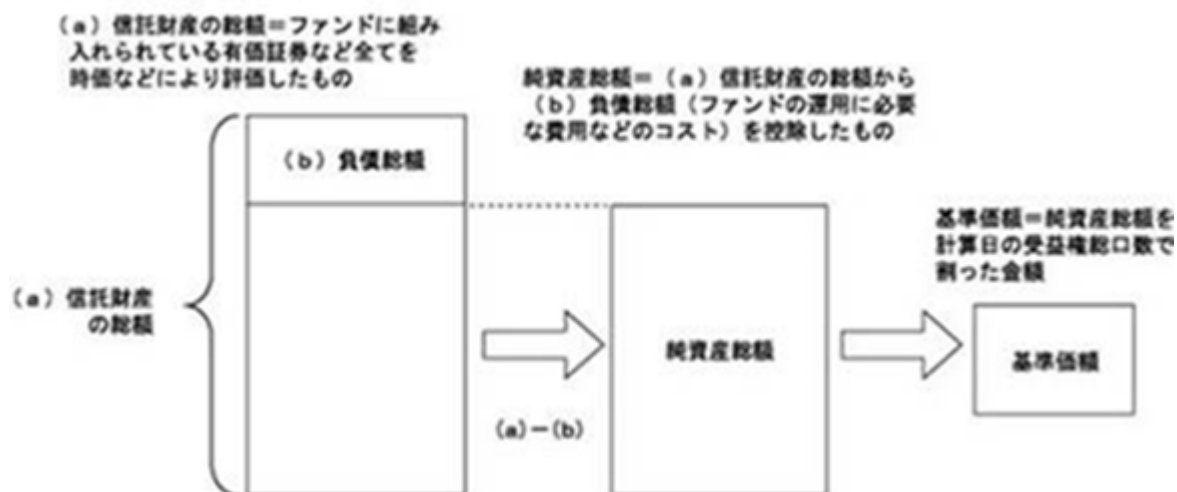 (a)信託財産の総額＝ファンドに組み
入れられている有価証券など全てを
時価などにより評価したもの
純資産総額＝(a)信託財産の総額から
(b)負債総額(ファンドの運用に必要
な費用などのコスト)を控除したもの
(b)負債総額
基準価額＝純資産総額を
計算日の受益権総口数で
割った金額
(a)信託財産
の総額
純資産総額
基準価額
(a)－(b)